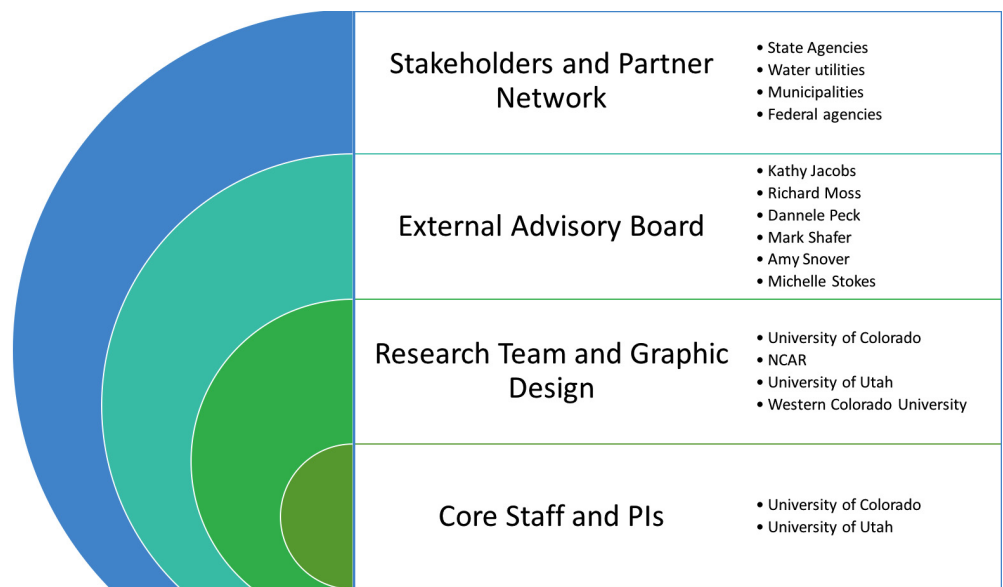 Stakeholders and Partner
Network
• State Agencies
• Water utilities
• Municipalities
• Federal agencies
External Advisory Board
• Kathy Jacobs
• Richard Moss
• Dannele Peck
• Mark Shafer
• Amy Snover
• Michelle Stokes
Research Team and Graphic
Design
• University of Colorado
• NCAR
• University of Utah
• Western Colorado University
Core Staff and PIs
• University of Colorado
• University of Utah